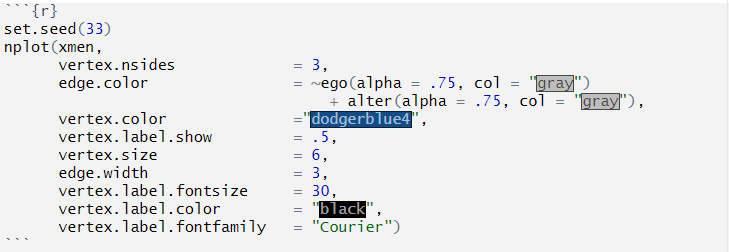 ```{r}
set.seed(33)
nplot(xmen,
      vertex.nsides             = 3,
      edge.color                = ~ego(alpha = .75, col = "gray")
                                    + alter(alpha = .75, col = "gray"),
      vertex.color              ="dodgerblue4",
      vertex.label.show         = .5,
      vertex.size               = 6,
      edge.width                = 3,
      vertex.label.fontsize     = 30,
      vertex.label.color        = "black",
      vertex.label.fontfamily   = "Courier")
```